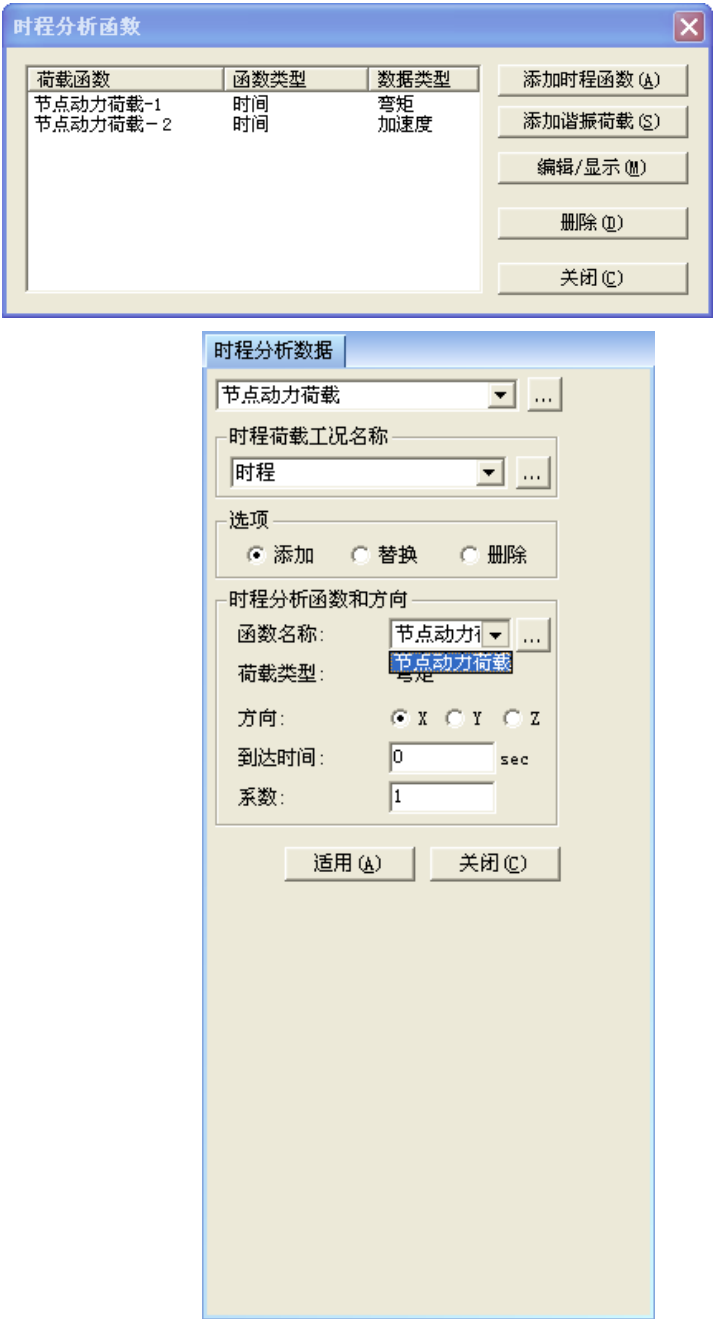 时程分析函数
荷载函数 函数类型 数据类型
节点动力荷载-1 时间 弯矩
节点动力荷载－2 时间 加速度
添加时程函数(A)
添加谐振荷载(S)
编辑/显示(M)
删除(D)
关闭(C)
时程分析数据
节点动力荷载 ...
时程荷载工况名称
时程 ...
选项
添加 替换 删除
时程分析函数和方向
函数名称: 节点动力 ...
节点动力荷载
荷载类型: 弯矩
方向: X Y Z
到达时间: 0 sec
系数: 1
适用(A) 关闭(C)